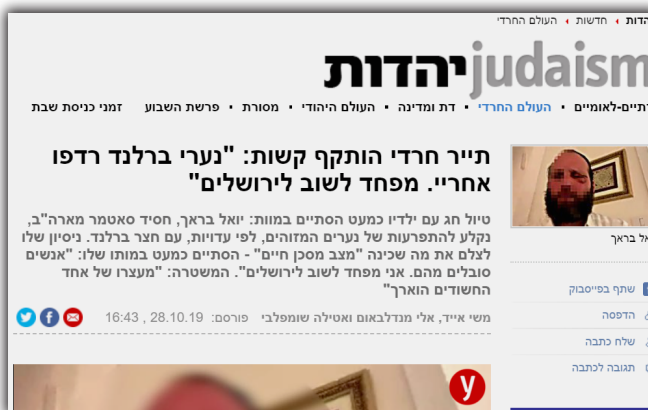 יהדות ‹ חדשות ‹ העולם החרדי
יהדות judaism
דתיים-לאומיים • העולם החרדי • דת ומדינה • העולם היהודי • מסורת • פרשת השבוע זמני כניסת שבת
תייר חרדי הותקף קשות: "נערי ברלנד רדפו
אחריי. מפחד לשוב לירושלים"
טיול חג עם ילדיו כמעט הסתיים במוות: יואל בראך, חסיד סאטמר מארה"ב,
נקלע להתפרעות של נערים המזוהים, לפי עדויות, עם חצר ברלנד. ניסיון שלו
לצלם את מה שכינה "מצב מסכן חיים" - הסתיים כמעט במותו שלו: "אנשים
סובלים מהם. אני מפחד לשוב לירושלים". המשטרה: "מעצרו של אחד
החשודים הוארך"
משי אייד, אלי מנדלבאום ואטילה שומפלבי פורסם: 28.10.19 , 16:43
אל בראך
שתף בפייסבוק
הדפסה
שלח כתבה
תגובה לכתבה
y